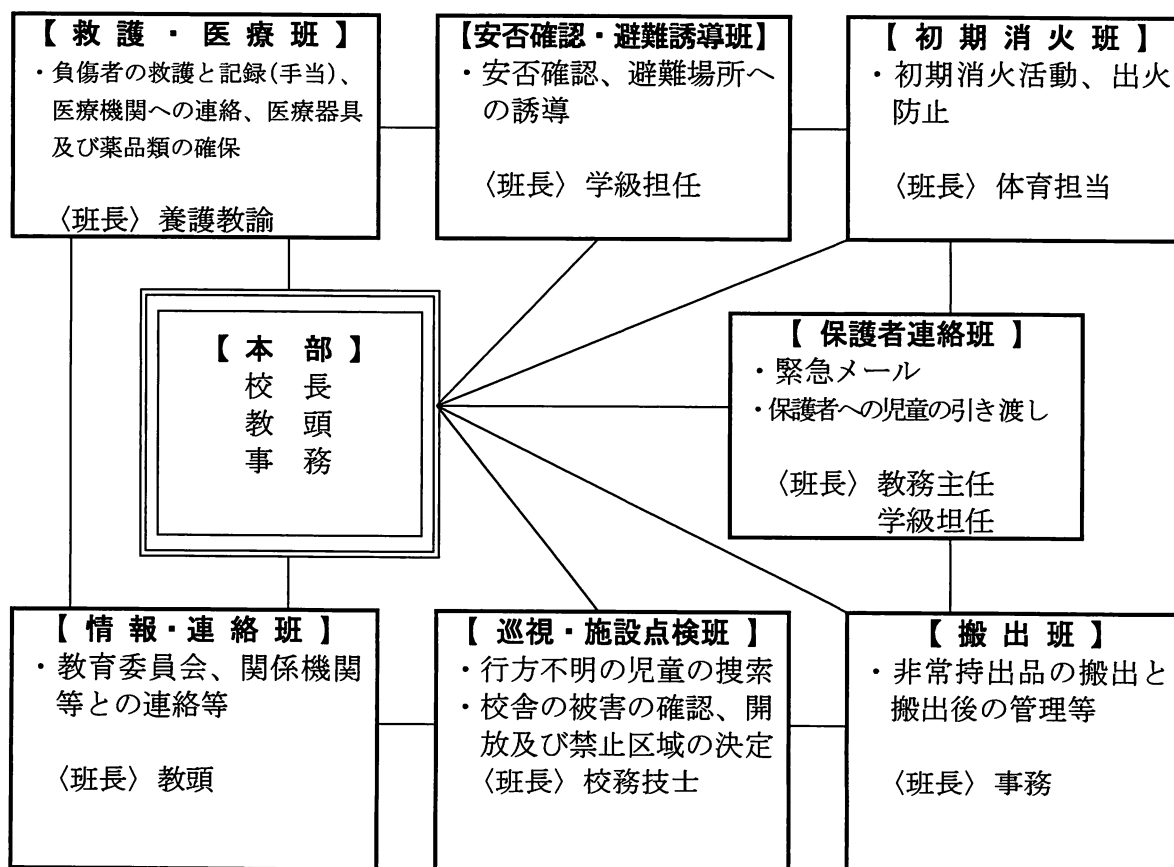 【 救 護 ・ 医 療 班 】
・負傷者の救護と記録(手当)、
医療機関への連絡、医療器具
及び薬品類の確保
〈班長〉養護教諭
【安否確認・避難誘導班】
・安否確認、避難場所へ
の誘導
〈班長〉学級担任
【 初 期 消 火 班 】
・初期消火活動、出火
防止
〈班長〉体育担当
【 本 部 】
校 長
教 頭
事 務
【 保護者連絡班 】
・緊急メール
・保護者への児童の引き渡し
〈班長〉教務主任
学級坦任
【 情 報・連 絡 班 】
・教育委員会、関係機関
等との連絡等
〈班長〉教頭
【 巡視・施設点検班 】
・行方不明の児童の捜索
・校舎の被害の確認、開
放及び禁止区域の決定
〈班長〉校務技士
【 搬 出 班 】
・非常持出品の搬出と
搬出後の管理等
〈班長〉事務